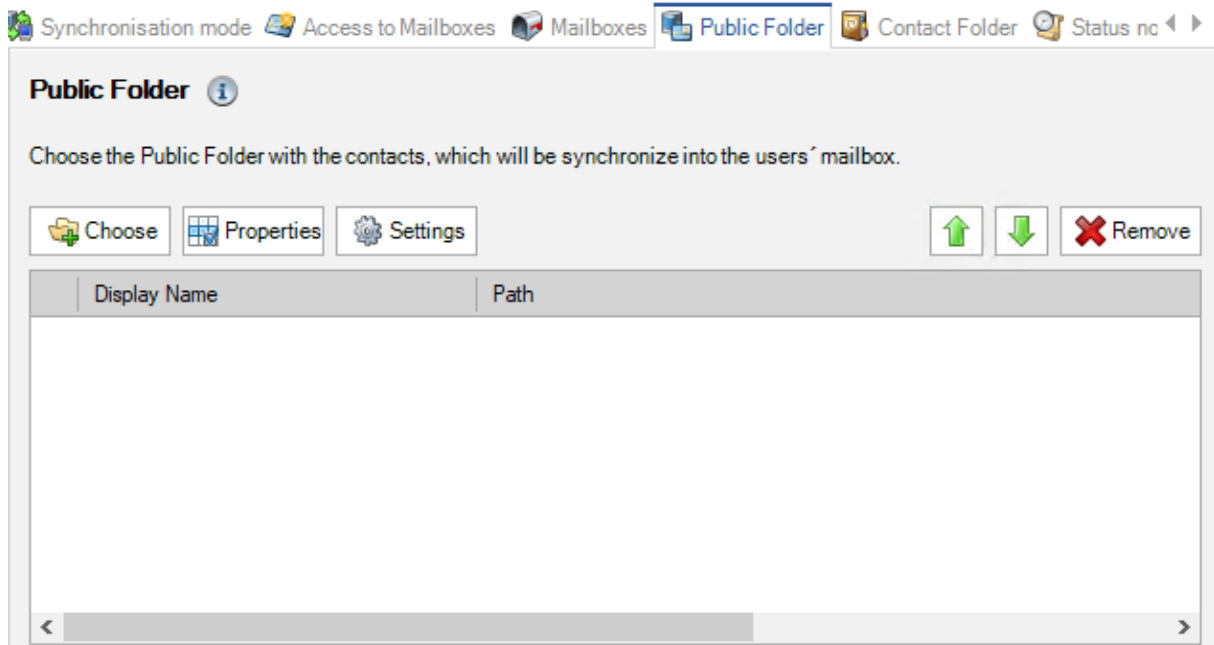 Synchronisation mode Access to Mailboxes Mailboxes Public Folder Contact Folder Status no
Public Folder
Choose the Public Folder with the contacts, which will be synchronize into the users´ mailbox.
Choose Properties Settings Remove
Display Name Path